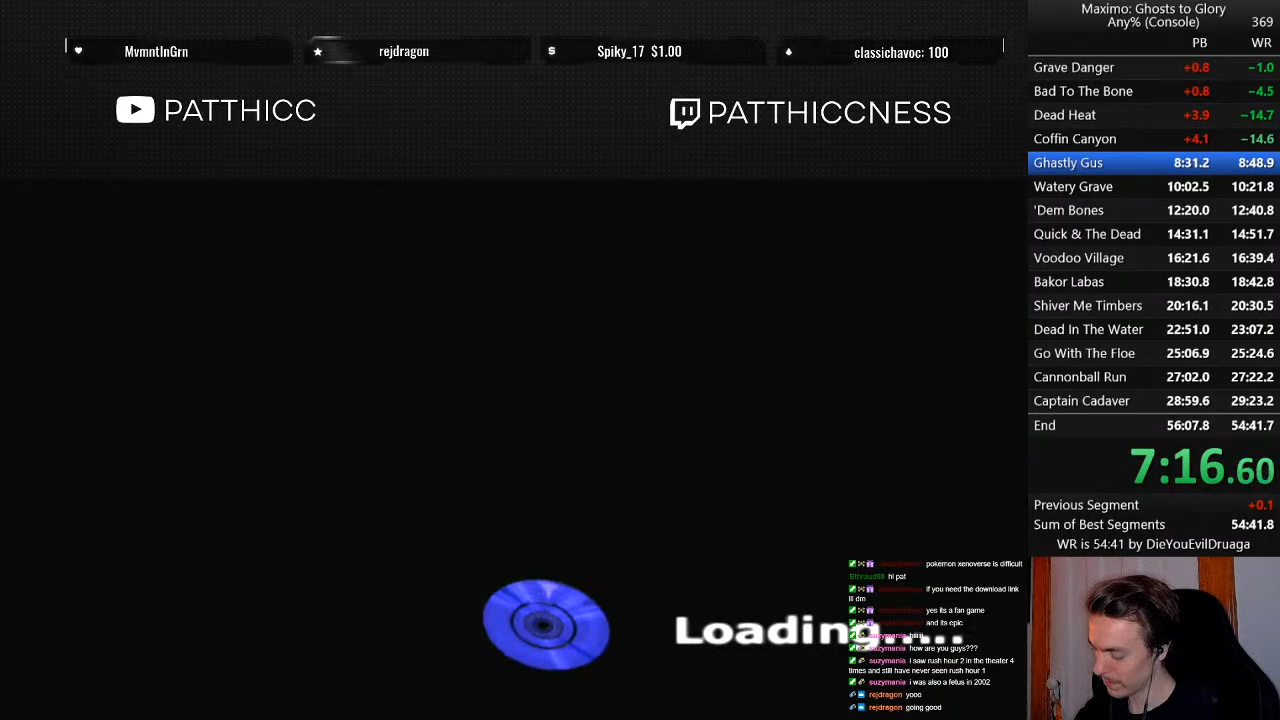 MvmntInGrn
rejdragon
Spiky_17 $1.00
classichavoc: 100
PATTHICC
PATTHICCNESS
Maximo: Ghosts to Glory
Any% (Console) 369
PB WR
Grave Danger +0.8 −1.0
Bad To The Bone +0.8 −4.5
Dead Heat +3.9 −14.7
Coffin Canyon +4.1 −14.6
Ghastly Gus 8:31.2 8:48.9
Watery Grave 10:02.5 10:21.8
'Dem Bones 12:20.0 12:40.8
Quick & The Dead 14:31.1 14:51.7
Voodoo Village 16:21.6 16:39.4
Bakor Labas 18:30.8 18:42.8
Shiver Me Timbers 20:16.1 20:30.5
Dead In The Water 22:51.0 23:07.2
Go With The Floe 25:06.9 25:24.6
Cannonball Run 27:02.0 27:22.2
Captain Cadaver 28:59.6 29:23.2
End 56:07.8 54:41.7
7:16.60
Previous Segment +0.1
Sum of Best Segments 54:41.8
WR is 54:41 by DieYouEvilDruaga
pokemon xenoverse is difficult
Ethroud98 hi pat
if you need the download link
ill dm
yes its a fan game
and its epic
suzymania hiiiii
suzymania how are you guys???
suzymania i saw rush hour 2 in the theater 4
times and still have never seen rush hour 1
suzymania i was also a fetus in 2002
rejdragon yooo
rejdragon going good
Loading.....